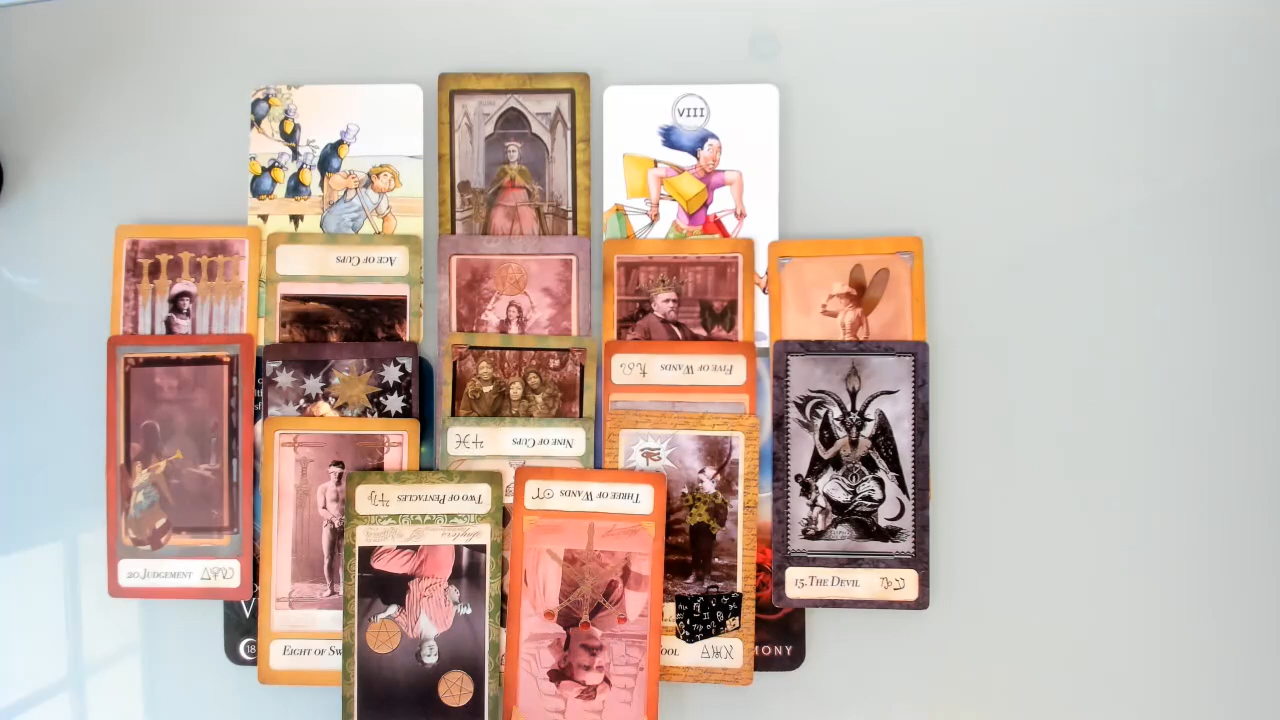 VIII
ACE OF CUPS
FIVE OF WANDS
NINE OF CUPS
TWO OF PENTACLES
THREE OF WANDS
20. JUDGEMENT
15. THE DEVIL
EIGHT OF SW
OOL
MONY
18
V